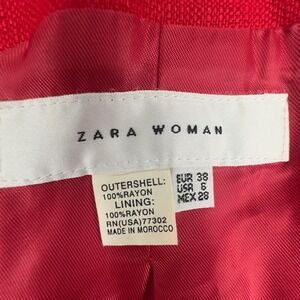 ZARA WOMAN
OUTERSHELL:
100%RAYON
LINING:
100%RAYON
RN(USA)77302
MADE IN MOROCCO
EUR 38
USA 6
MEX 28